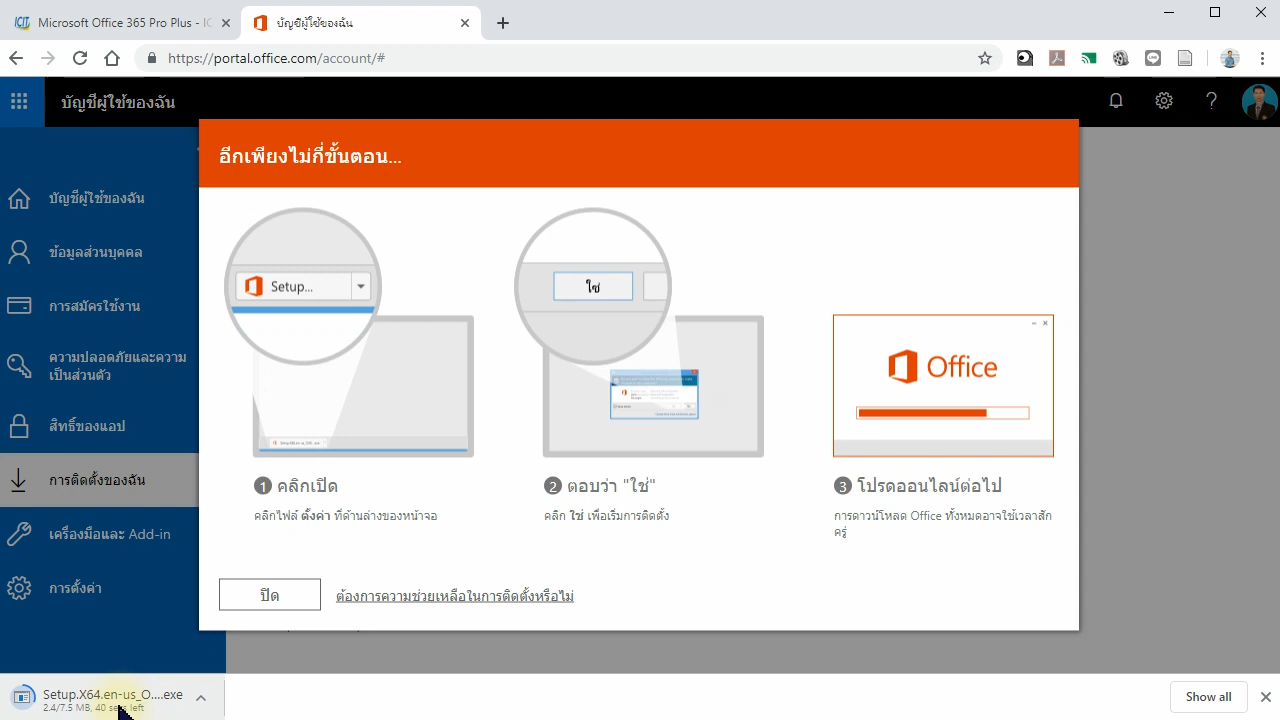 Microsoft Office 365 Pro Plus - IC
บัญชีผู้ใช้ของฉัน
https://portal.office.com/account/#
บัญชีผู้ใช้ของฉัน
อีกเพียงไม่กี่ขั้นตอน...
บัญชีผู้ใช้ของฉัน
ข้อมูลส่วนบุคคล
การสมัครใช้งาน
ความปลอดภัยและความ
เป็นส่วนตัว
สิทธิ์ของแอป
การติดตั้งของฉัน
เครื่องมือและ Add-in
การตั้งค่า
Setup...
ใช่
Office
1 คลิกเปิด
คลิกไฟล์ ตั้งค่า ที่ด้านล่างของหน้าจอ
2 ตอบว่า "ใช่"
คลิก ใช่ เพื่อเริ่มการติดตั้ง
3 โปรดออนไลน์ต่อไป
การดาวน์โหลด Office ทั้งหมดอาจใช้เวลาสัก
ครู่
ปิด
ต้องการความช่วยเหลือในการติดตั้งหรือไม่
Setup.X64.en-us_O....exe
2.4/7.5 MB, 40 secs left
Show all